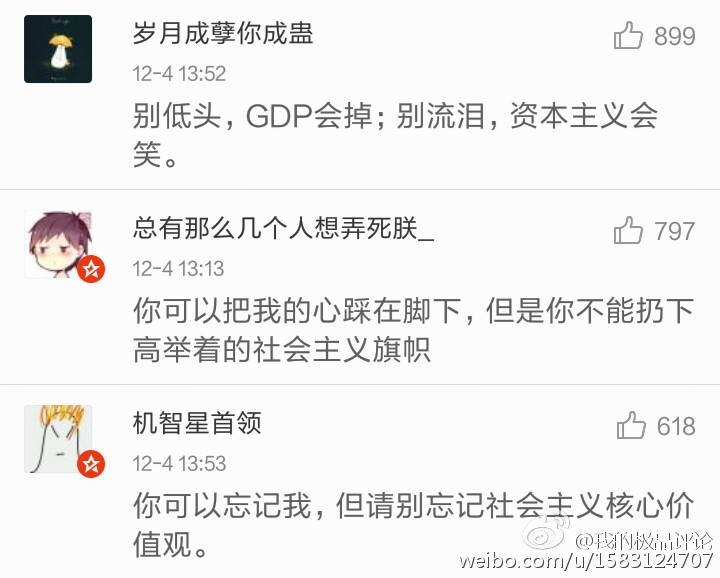 岁月成孽你成蛊
899
12-4 13:52
别低头，GDP会掉；别流泪，资本主义会
笑。
总有那么几个人想弄死朕_
797
12-4 13:13
你可以把我的心踩在脚下，但是你不能扔下
高举着的社会主义旗帜
机智星首领
618
12-4 13:53
你可以忘记我，但请别忘记社会主义核心价
值观。
@我的极品评论
weibo.com/u/1583124707